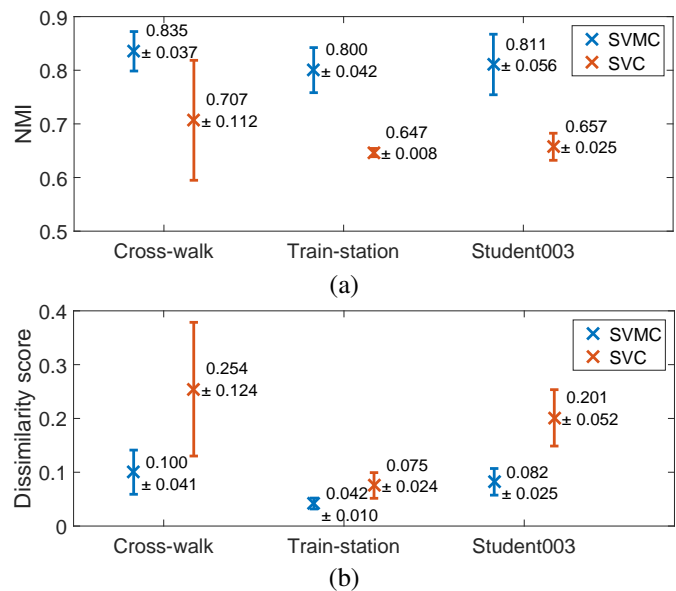 0.9
0.8
0.7
0.6
0.5
NMI
0.835
± 0.037
0.707
± 0.112
0.800
± 0.042
0.647
± 0.008
0.811
± 0.056
0.657
± 0.025
SVMC
SVC
Cross-walk
Train-station
Student003
(a)
0.4
0.3
0.2
0.1
0
Dissimilarity score
0.100
± 0.041
0.254
± 0.124
0.042
± 0.010
0.075
± 0.024
0.082
± 0.025
0.201
± 0.052
SVMC
SVC
Cross-walk
Train-station
Student003
(b)